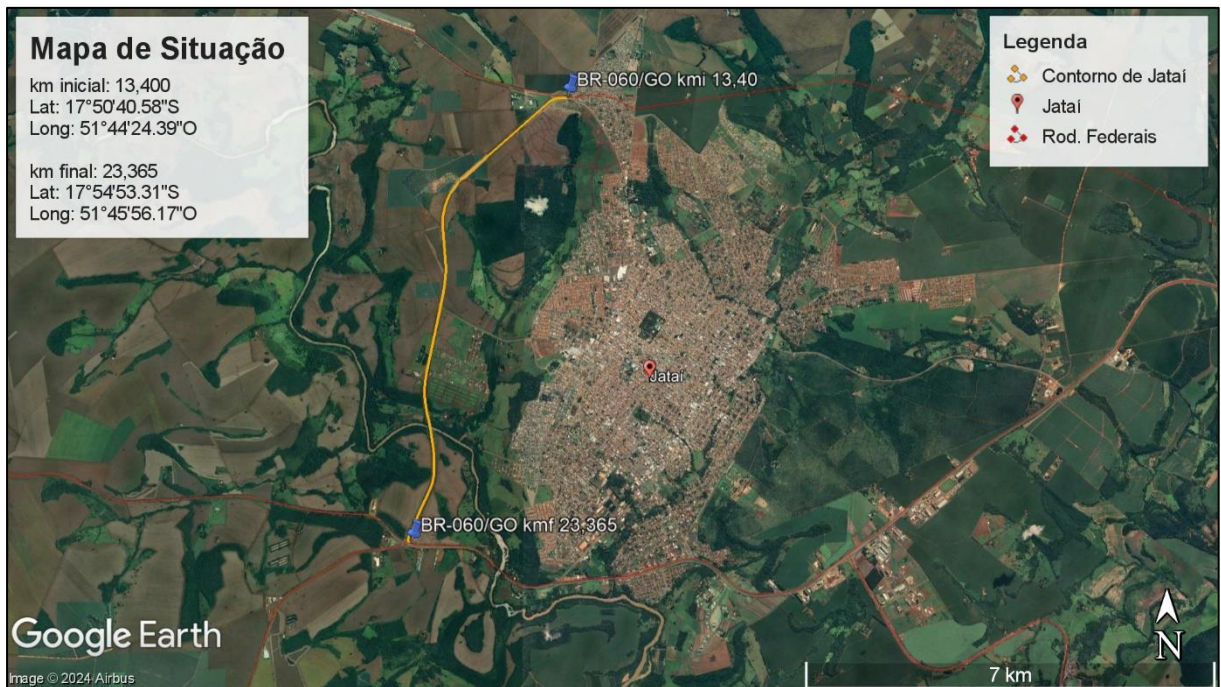 Mapa de Situação
km inicial: 13,400
Lat: 17°50'40.58"S
Long: 51°44'24.39"O
km final: 23,365
Lat: 17°54'53.31"S
Long: 51°45'56.17"O
BR-060/GO kmi 13,40
Legenda
Contorno de Jataí
Jataí
Rod. Federais
Jataí
BR-060/GO kmf 23,365
Google Earth
Image © 2024 Airbus
N
7 km